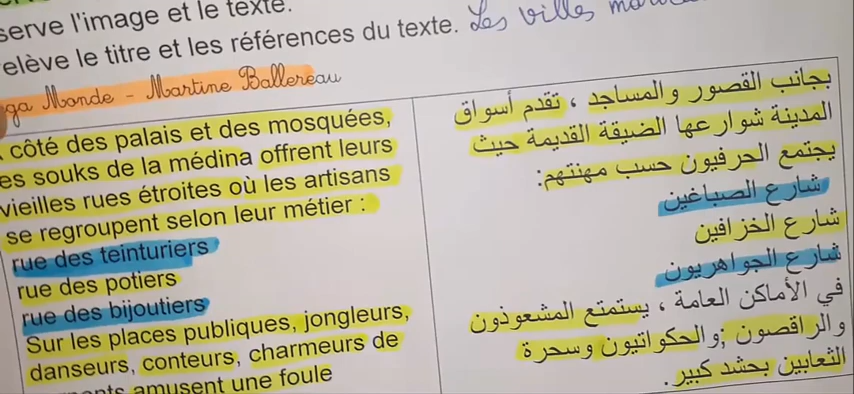 serve l'image et le texte.
elève le titre et les références du texte. Les villes
ga Monde - Martine Ballereau
côté des palais et des mosquées,
es souks de la médina offrent leurs
vieilles rues étroites où les artisans
se regroupent selon leur métier :
rue des teinturiers
rue des potiers
rue des bijoutiers
Sur les places publiques, jongleurs,
danseurs, conteurs, charmeurs de
amusent une foule
بجانب القصور والمساجد ، تقدم أسواق
المدينة شوارعها الضيقة القديمة حيث
يجتمع الحرفيون حسب مهنتهم:
شارع الصباغين
شارع الخزافين
شارع الجواهريون
في الأماكن العامة ، يستمتع المشعوذون
والراقصون ;والحكواتيون وسحرة
الثعابين بحشد كبير.